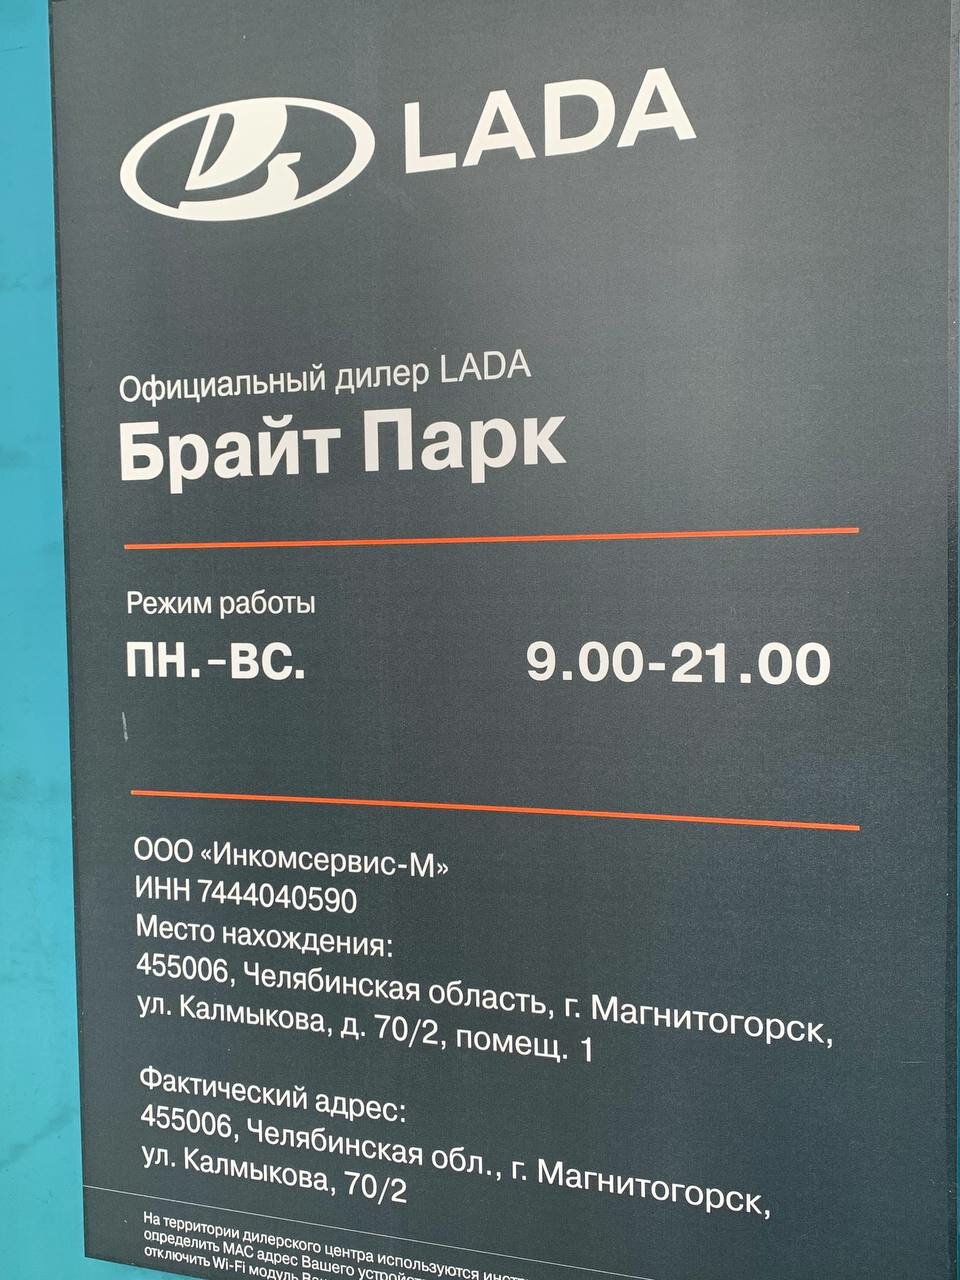 LADA
Официальный дилер LADA
Брайт Парк
Режим работы
ПН.-ВС. 9.00-21.00
ООО «Инкомсервис-М»
ИНН 7444040590
Место нахождения:
455006, Челябинская область, г. Магнитогорск,
ул. Калмыкова, д. 70/2, помещ. 1
Фактический адрес:
455006, Челябинская обл., г. Магнитогорск,
ул. Калмыкова, 70/2
На территории дилерского центра используются
определить MAC адрес Вашего
отключить Wi-Fi модуль